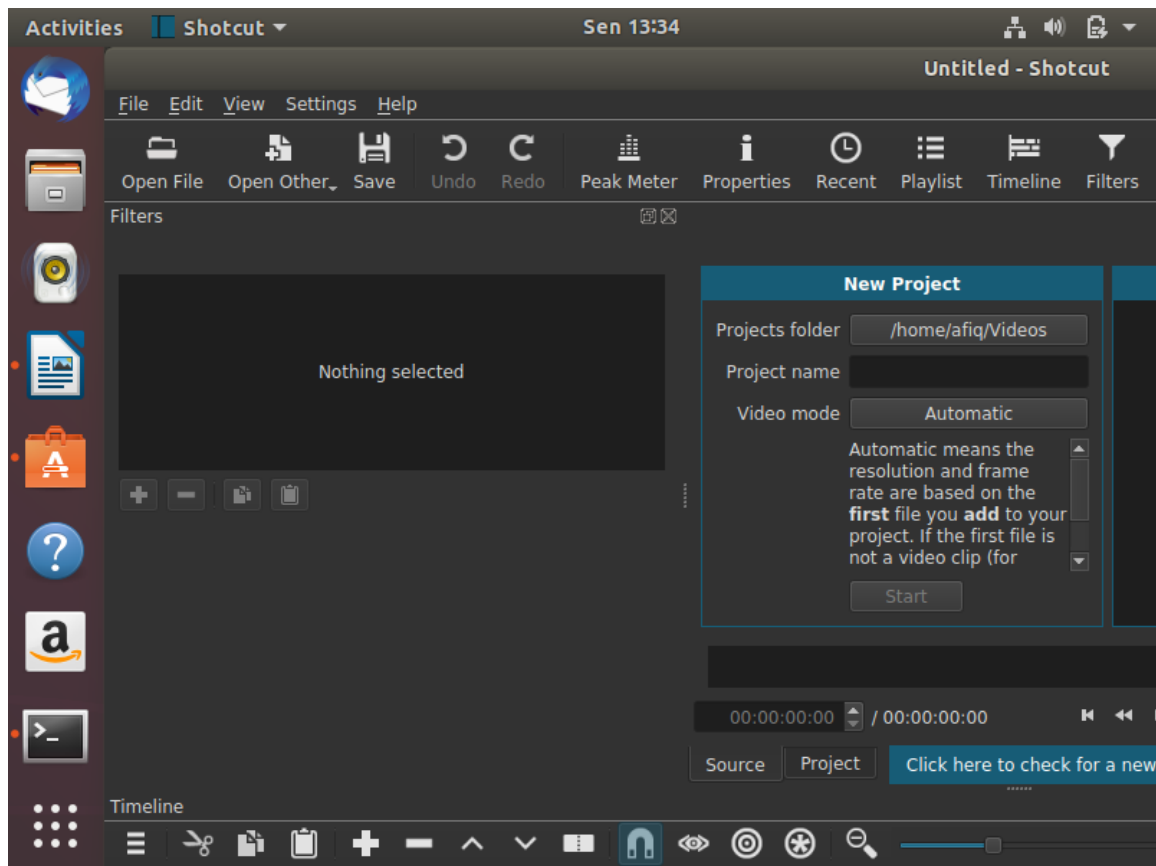 Activities Shotcut Sen 13:34
Untitled - Shotcut
File Edit View Settings Help
Open File Open Other Save Undo Redo Peak Meter Properties Recent Playlist Timeline Filters
Filters
New Project
Projects folder /home/afiq/Videos
Nothing selected
Project name
Video mode Automatic
Automatic means the
resolution and frame
rate are based on the
first file you add to your
project. If the first file is
not a video clip (for
Start
00:00:00:00 / 00:00:00:00
Source Project Click here to check for a new
Timeline